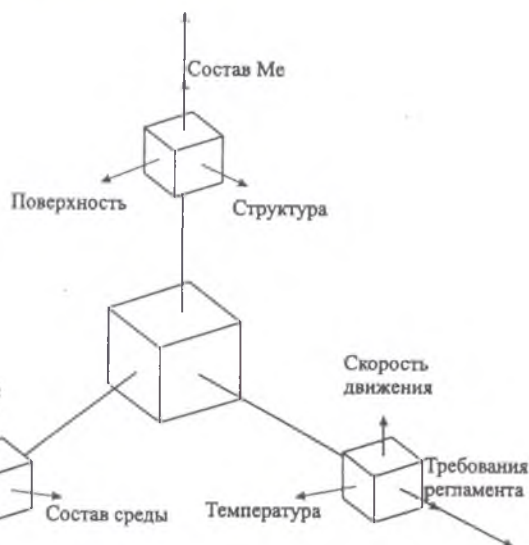 Состав Me
Поверхность
Структура
Скорость
движения
Требования
регламента
Температура
Состав среды